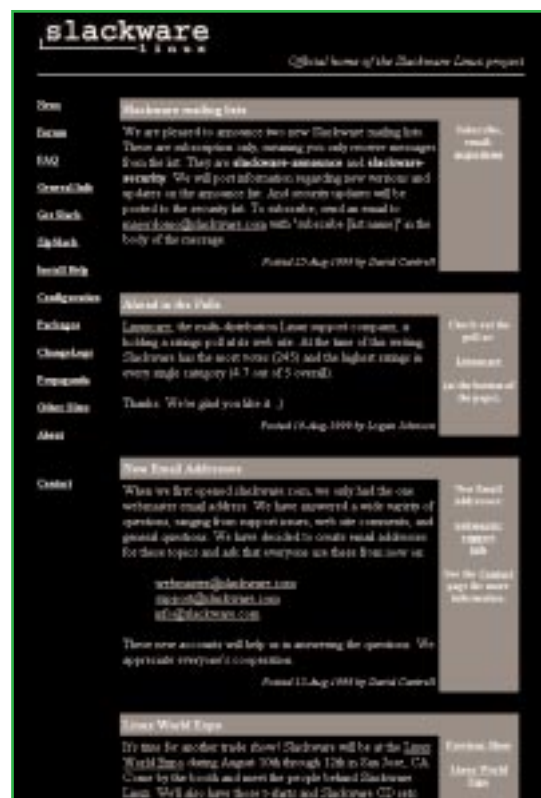 slackware
linux
Official home of the Slackware Linux project
News
Forum
FAQ
General Info
Get Slack
ZipSlack
Install Help
Configuration
Packages
ChangeLogs
Propaganda
Other Sites
About
Contact
Slackware mailing lists
We are pleased to announce two new Slackware mailing lists.
These are subscription only, meaning you only receive messages
from the list. They are slackware-announce and slackware-
security. We will post information regarding new versions and
updates on the announce list. And security updates will be
posted to the security list. To subscribe, send an email to
majordomo@slackware.com with "subscribe [list name]" in the
body of the message.
Posted 25-Aug-1999 by David Cantrell
Subscribe,
email:
majordomo
Ahead in the Polls
Linuxcare, the multi-distribution Linux support company, is
holding a ratings poll at its web site. At the time of this writing,
Slackware has the most votes (245) and the highest ratings in
every single category (4.7 out of 5 overall).
Thanks. We're glad you like it :)
Posted 19-Aug-1999 by Logan Johnson
Check out the
poll at:
Linuxcare
(at the bottom of
the page).
New Email Addresses
When we first opened slackware.com, we only had the one
webmaster email address. We have answered a wide variety of
questions, ranging from support issues, web site comments, and
general questions. We have decided to create email addresses
for these topics and ask that everyone use these from now on:
webmaster@slackware.com
support@slackware.com
info@slackware.com
These new accounts will help us in answering the questions. We
appreciate everyone's cooperation.
Posted 12-Aug-1999 by David Cantrell
New Email
Addresses:
webmaster
support
info
See the Contact
page for more
information.
Linux World Expo
It's time for another trade show! Slackware will be at the Linux
World Expo during August 10th through 12th in San Jose, CA.
Come by the booth and meet the people behind Slackware
Linux. We'll also have those t-shirts and Slackware CD sets
Linux World
Expo